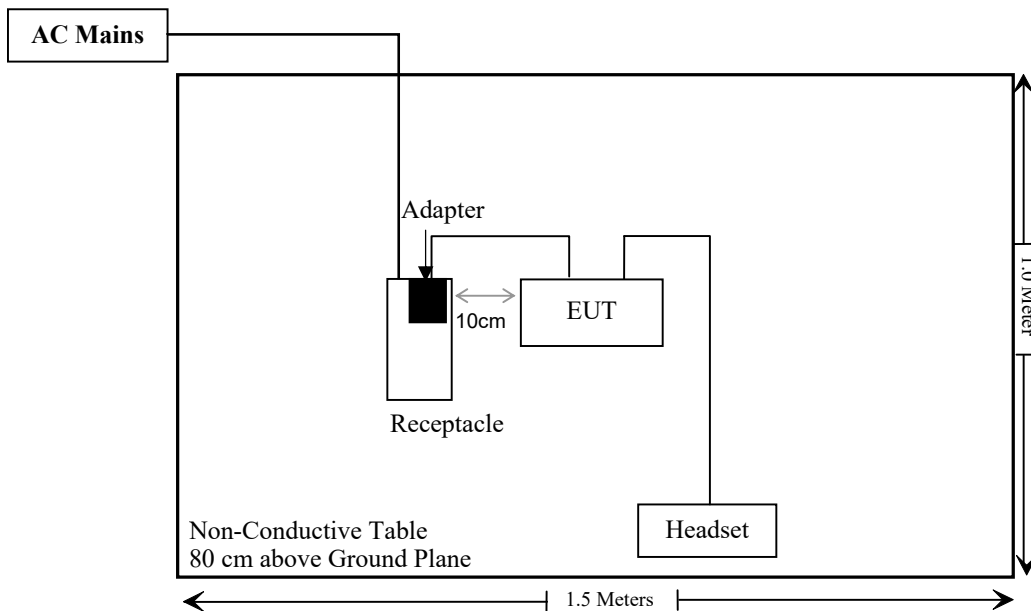 AC Mains
Adapter
10cm
EUT
1.0 Meter
Receptacle
Headset
Non-Conductive Table
80 cm above Ground Plane
1.5 Meters